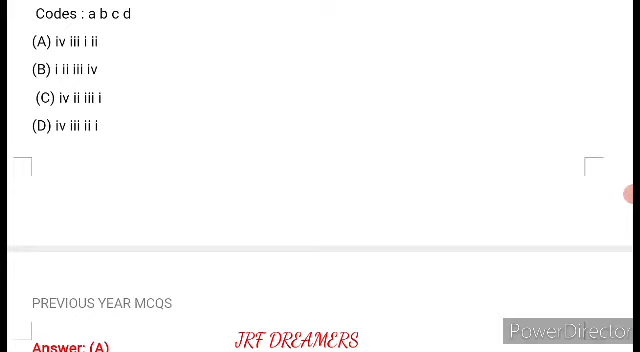 Codes : a b c d
(A) iv iii i ii
(B) i ii iii iv
(C) iv ii iii i
(D) iv iii ii i
PREVIOUS YEAR MCQS
PowerDirector
Answer: (A)
JRF DREAMERS